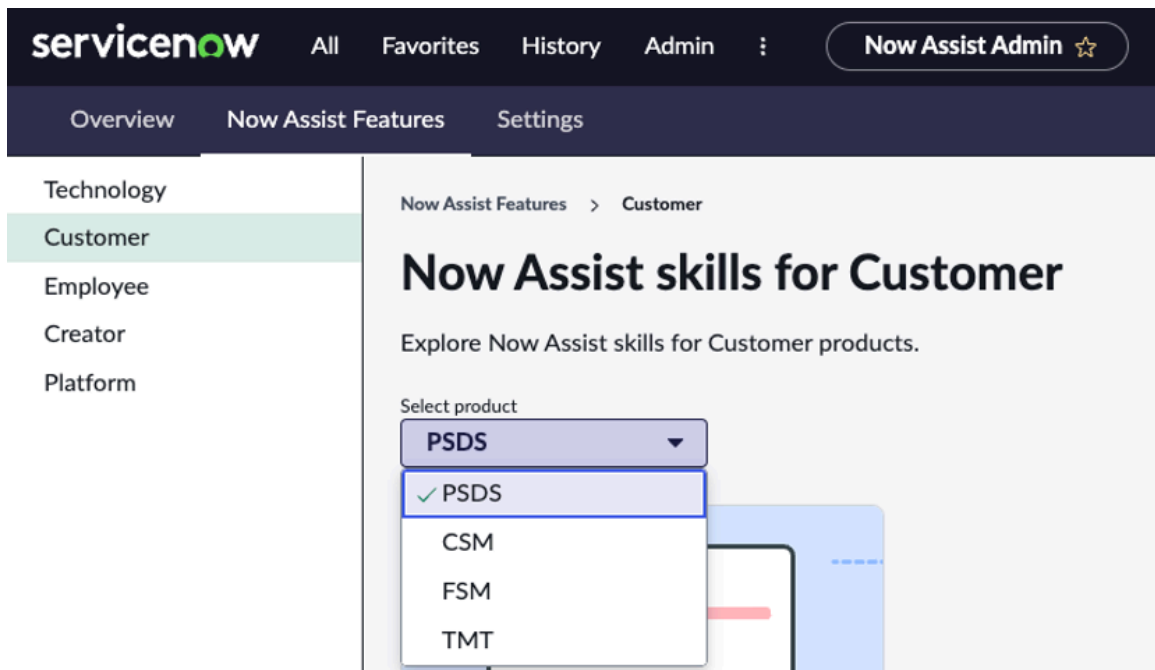 servicenow All Favorites History Admin Now Assist Admin
Overview Now Assist Features Settings
Technology
Customer
Employee
Creator
Platform
Now Assist Features > Customer
Now Assist skills for Customer
Explore Now Assist skills for Customer products.
Select product
PSDS
PSDS
CSM
FSM
TMT